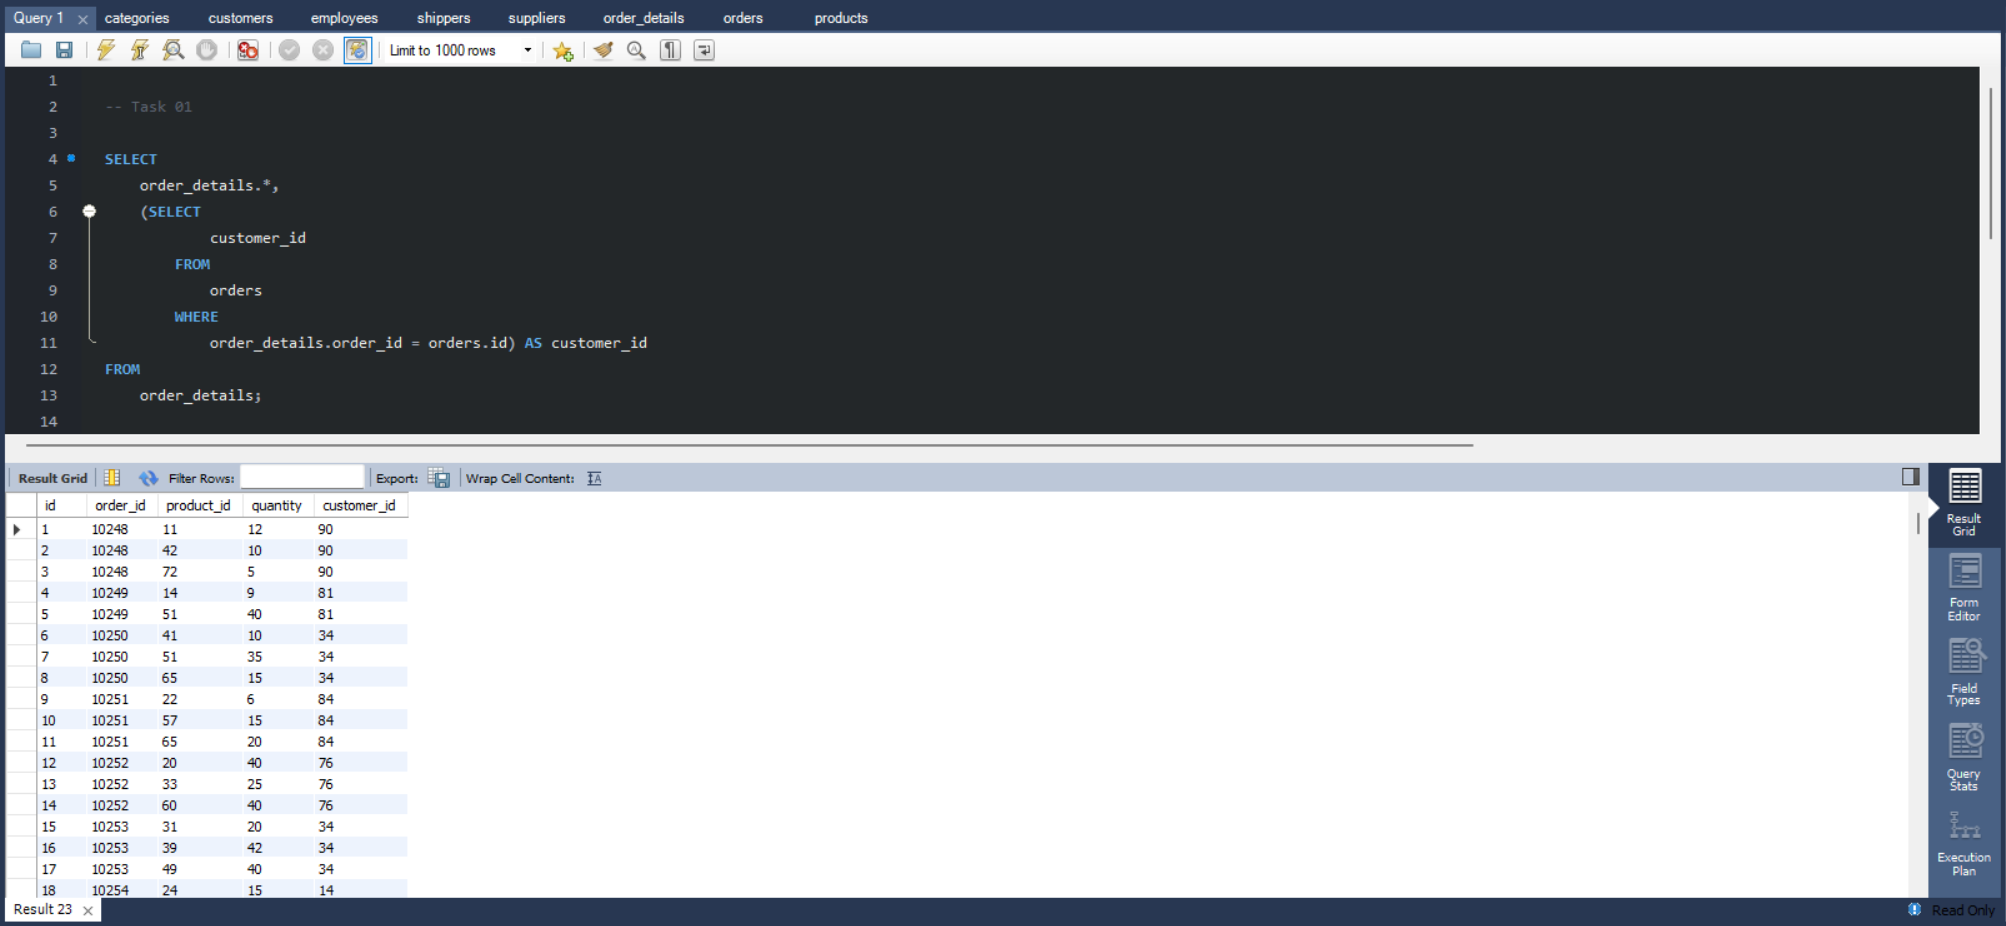 Query 1 categories customers employees shippers suppliers order_details orders products
Limit to 1000 rows
1
2 -- Task 01
3
4 SELECT
5 order_details.*,
6 (SELECT
7 customer_id
8 FROM
9 orders
10 WHERE
11 order_details.order_id = orders.id) AS customer_id
12 FROM
13 order_details;
14
Result Grid Filter Rows: Export: Wrap Cell Content:
id order_id product_id quantity customer_id
1 10248 11 12 90
2 10248 42 10 90
3 10248 72 5 90
4 10249 14 9 81
5 10249 51 40 81
6 10250 41 10 34
7 10250 51 35 34
8 10250 65 15 34
9 10251 22 6 84
10 10251 57 15 84
11 10251 65 20 84
12 10252 20 40 76
13 10252 33 25 76
14 10252 60 40 76
15 10253 31 20 34
16 10253 39 42 34
17 10253 49 40 34
18 10254 24 15 14
Result
Grid
Form
Editor
Field
Types
Query
Stats
Execution
Plan
Result 23 Read Only